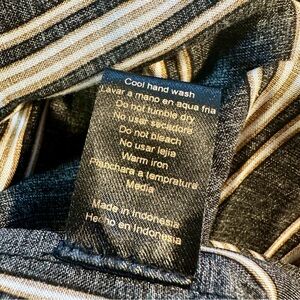 Cool hand wash
Lavar a mano en aqua fria
Do not tumble dry
No usar secadora
Do not bleach
No usar lejia
Warm iron
Planchara a temprature
Media
Made in Indonesia
Hecho en Indonesia